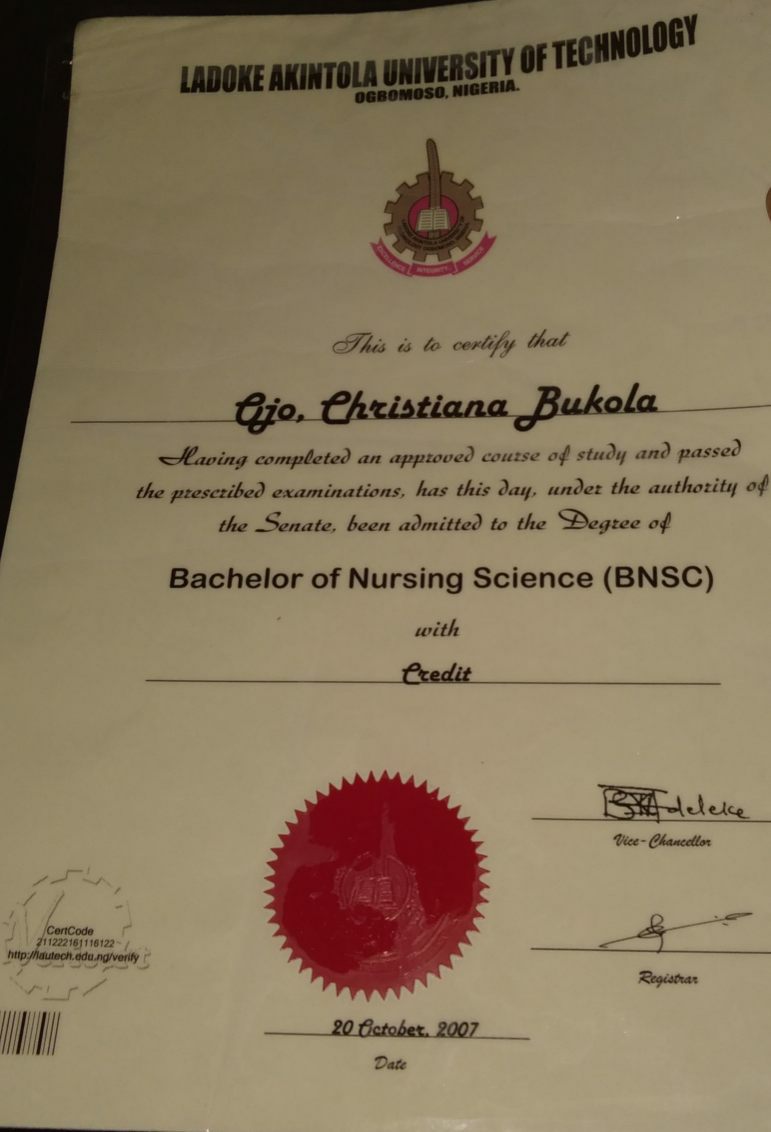 LADOKE AKINTOLA UNIVERSITY OF TECHNOLOGY
OGBOMOSO, NIGERIA.
EXCELLENCE INTEGRITY SERVICE
This is to certify that
Ojo, Christiana Bukola
Having completed an approved course of study and passed
the prescribed examinations, has this day, under the authority of
the Senate, been admitted to the Degree of
Bachelor of Nursing Science (BNSC)
with
Credit
Adeleke
Vice-Chancellor
CertCode
211222161116122
http://lautech.edu.ng/verify
Registrar
20 October, 2007
Date